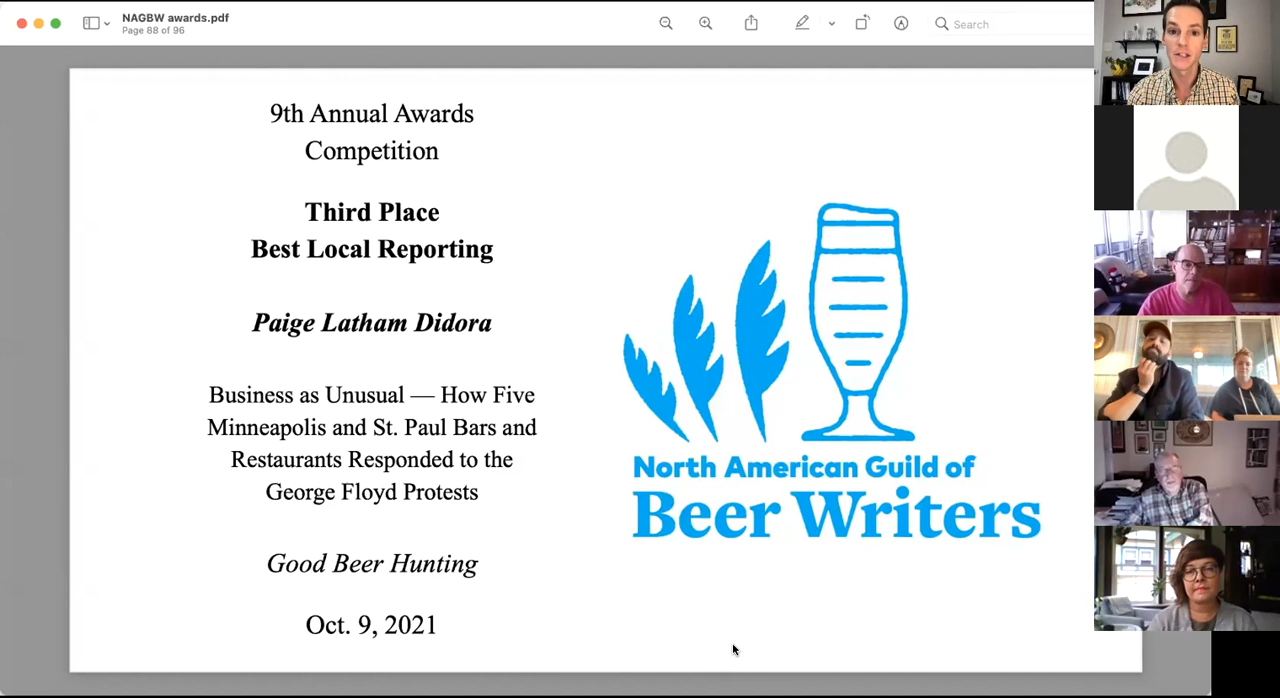 NAGBW awards.pdf
Page 88 of 96
Search
9th Annual Awards
Competition
Third Place
Best Local Reporting
Paige Latham Didora
Business as Unusual — How Five
Minneapolis and St. Paul Bars and
Restaurants Responded to the
George Floyd Protests
Good Beer Hunting
Oct. 9, 2021
North American Guild of
Beer Writers